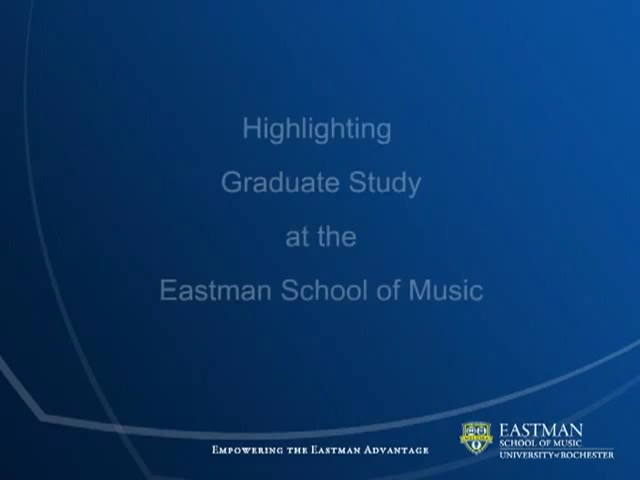 Highlighting
Graduate Study
at the
Eastman School of Music
Empowering the Eastman Advantage
EASTMAN
SCHOOL OF MUSIC
UNIVERSITY of ROCHESTER